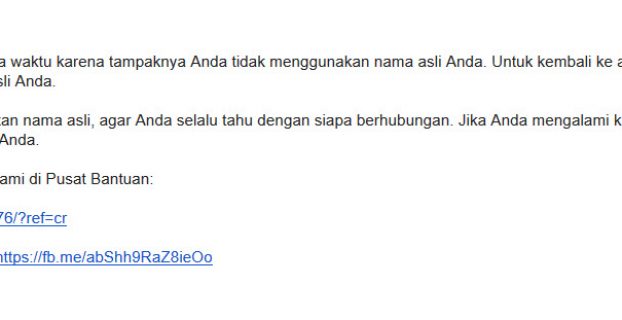 a waktu karena tampaknya Anda tidak menggunakan nama asli Anda. Untuk kembali ke a
sli Anda.
kan nama asli, agar Anda selalu tahu dengan siapa berhubungan. Jika Anda mengalami k
Anda.
ami di Pusat Bantuan:
76/?ref=cr
https://fb.me/abShh9RaZ8ieOo